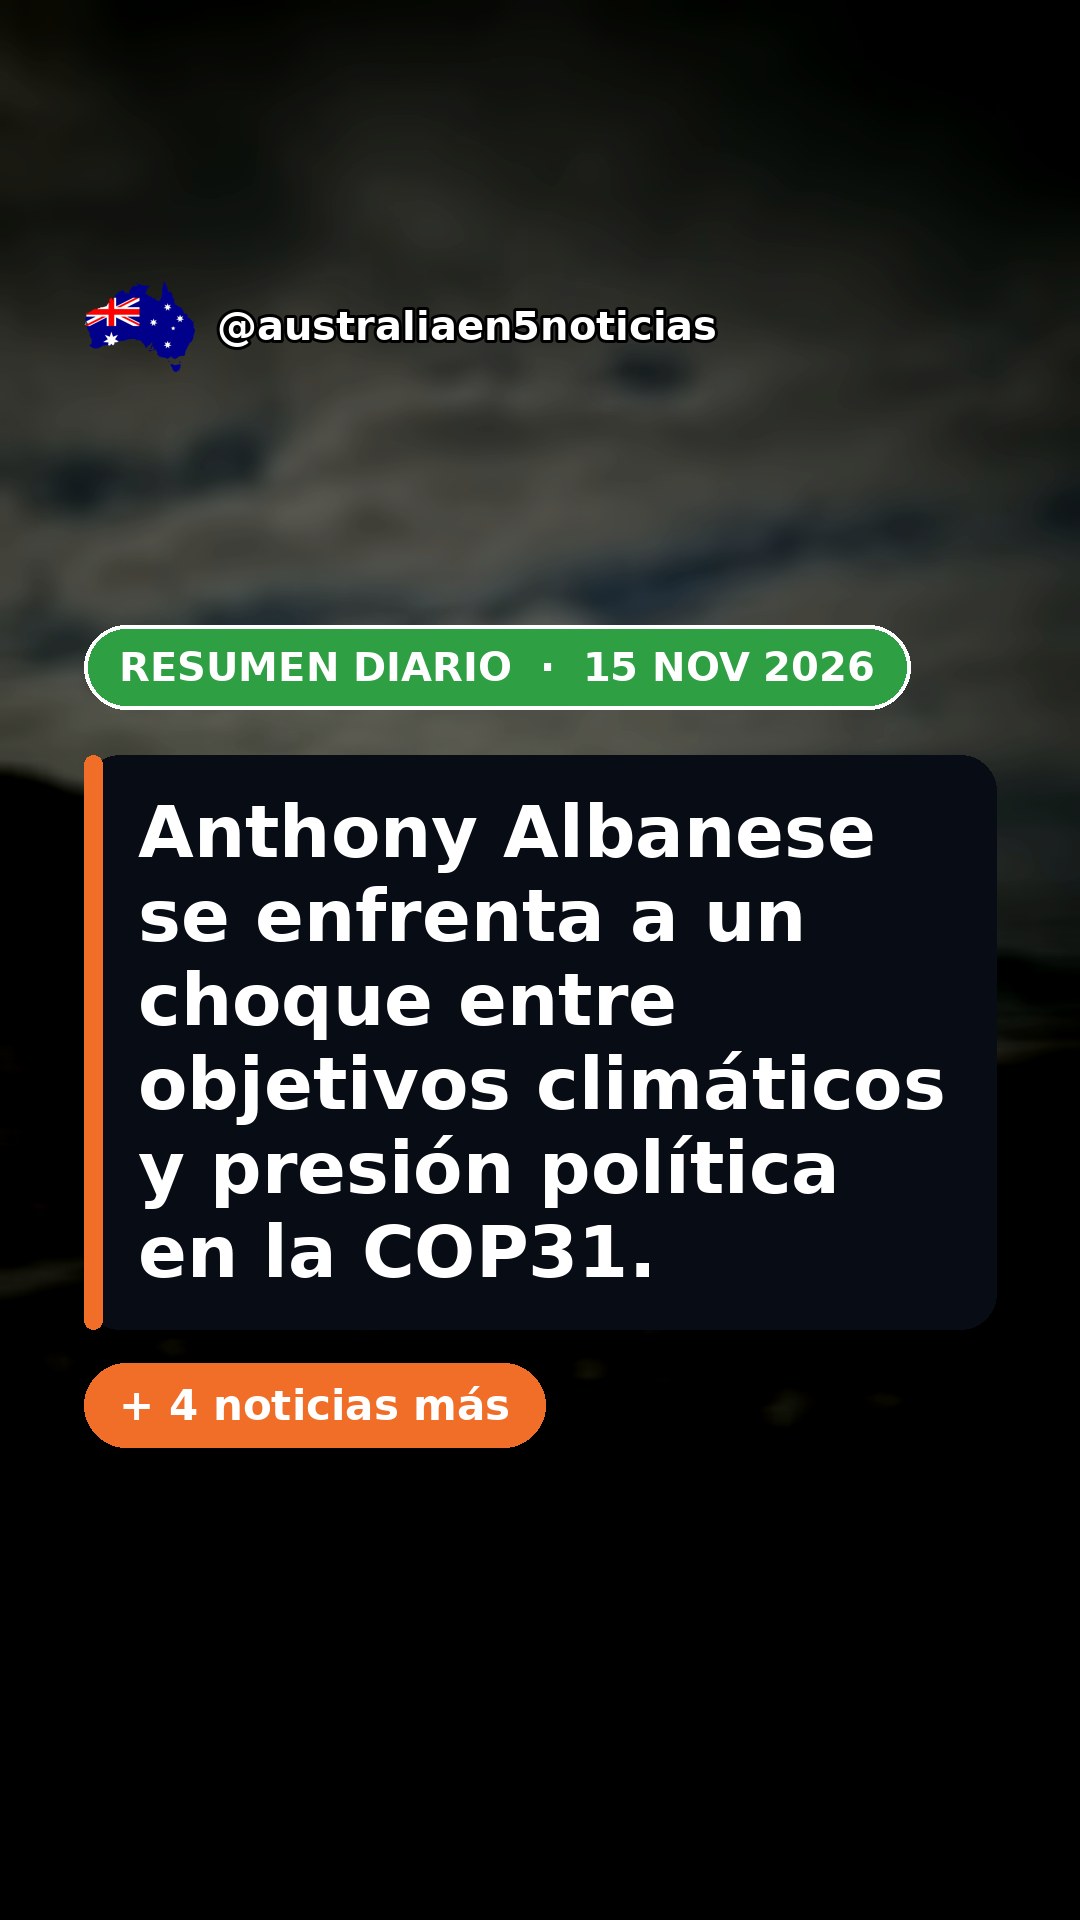 @australiaen5noticias
RESUMEN DIARIO · 15 NOV 2026
Anthony Albanese
se enfrenta a un
choque entre
objetivos climáticos
y presión política
en la COP31.
+ 4 noticias más